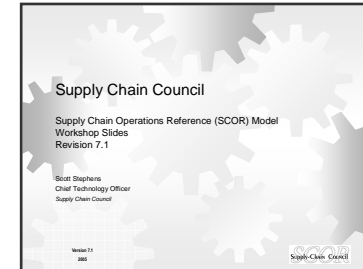 Supply Chain Council
Supply Chain Operations Reference (SCOR) Model
Workshop Slides
Revision 7.1
Scott Stephens
Chief Technology Officer
Supply Chain Council
Version 7.1
2005
SCOR
Supply-Chain Council